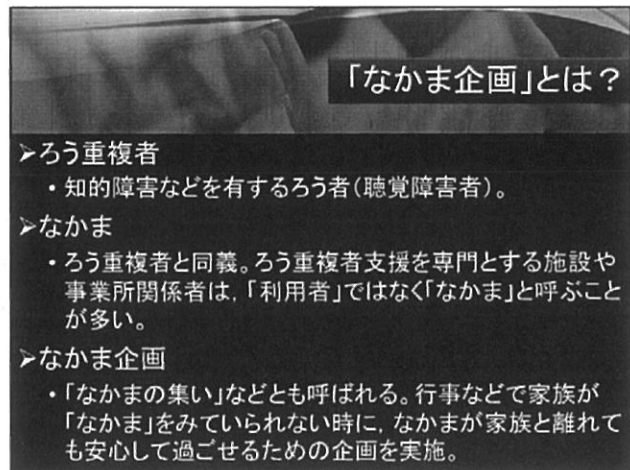 「なかま企画」とは？
➢ろう重複者
・知的障害などを有するろう者（聴覚障害者）。
➢なかま
・ろう重複者と同義。ろう重複者支援を専門とする施設や
事業所関係者は，「利用者」ではなく「なかま」と呼ぶこと
が多い。
➢なかま企画
・「なかまの集い」などとも呼ばれる。行事などで家族が
「なかま」をみていられない時に，なかまが家族と離れて
も安心して過ごせるための企画を実施。